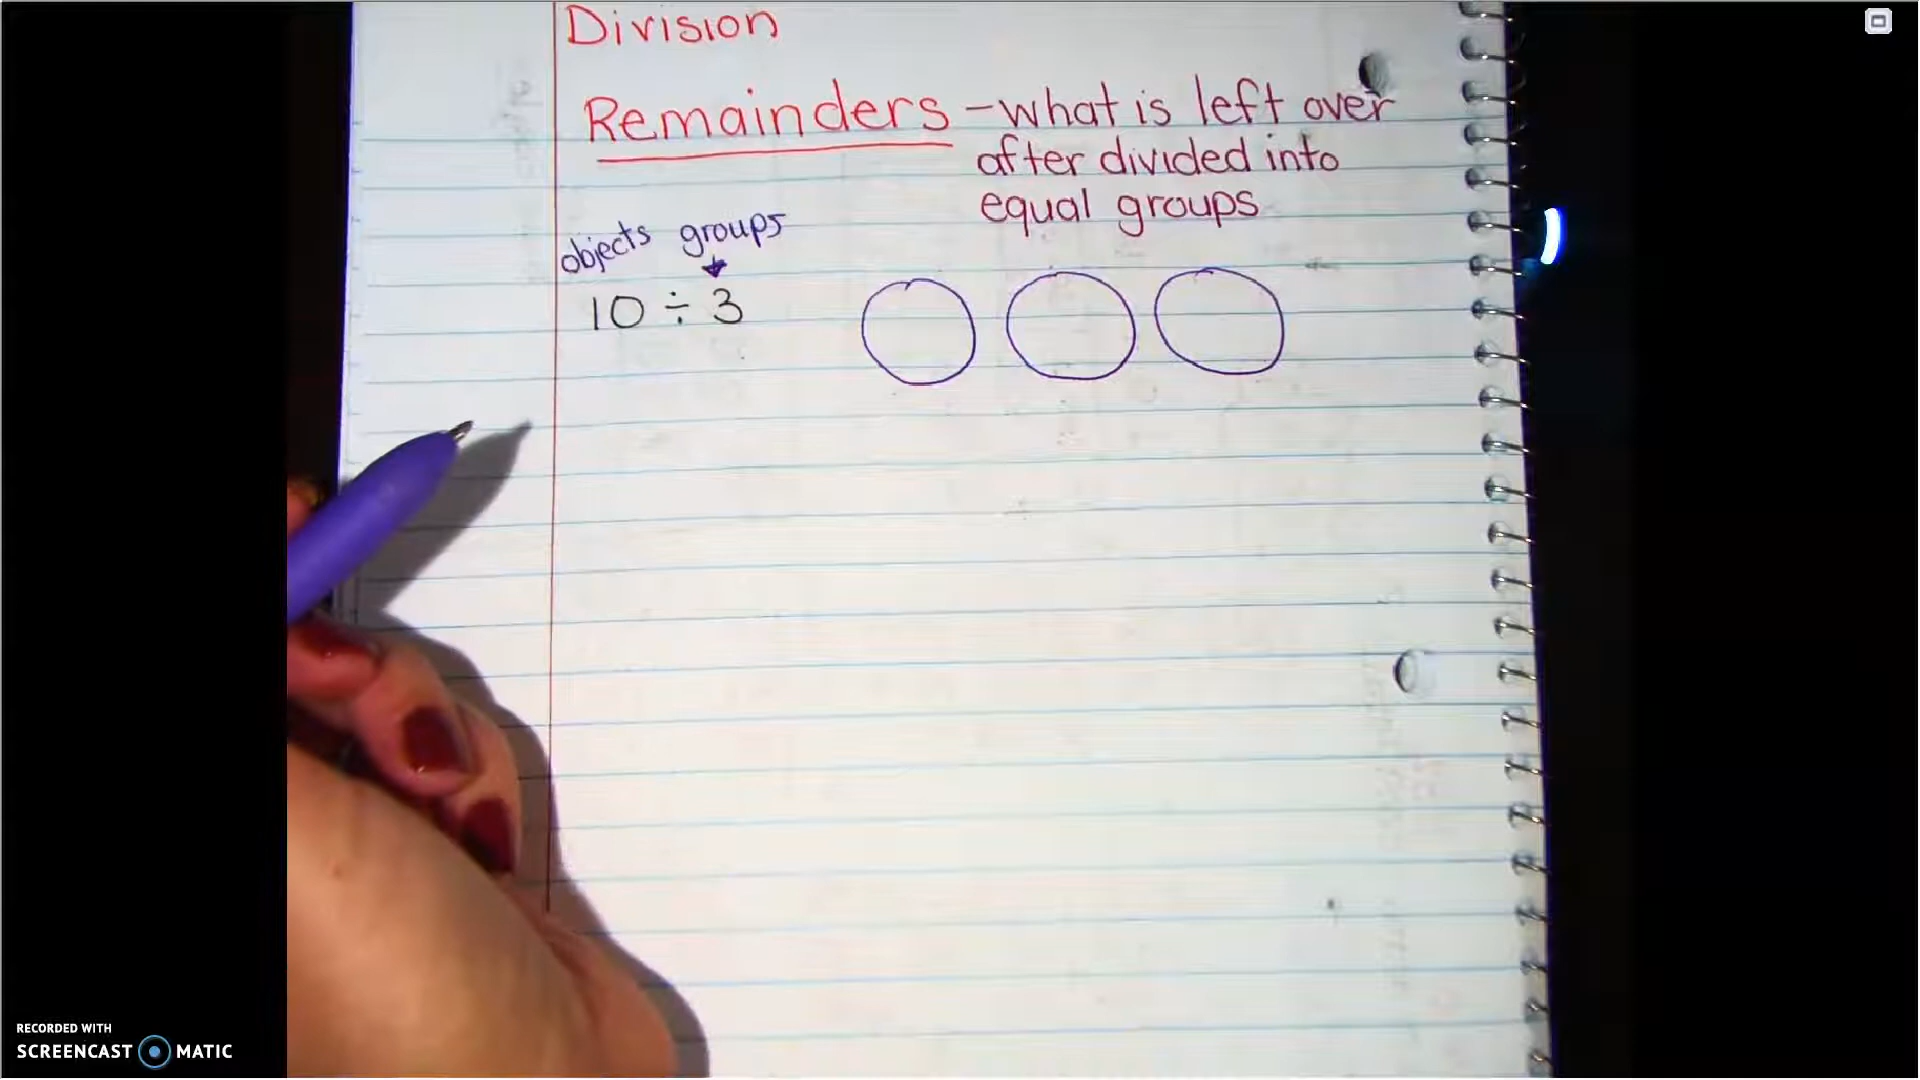 Division
Remainders - what is left over
after divided into
equal groups
objects groups
10 ÷ 3
RECORDED WITH
SCREENCAST MATIC